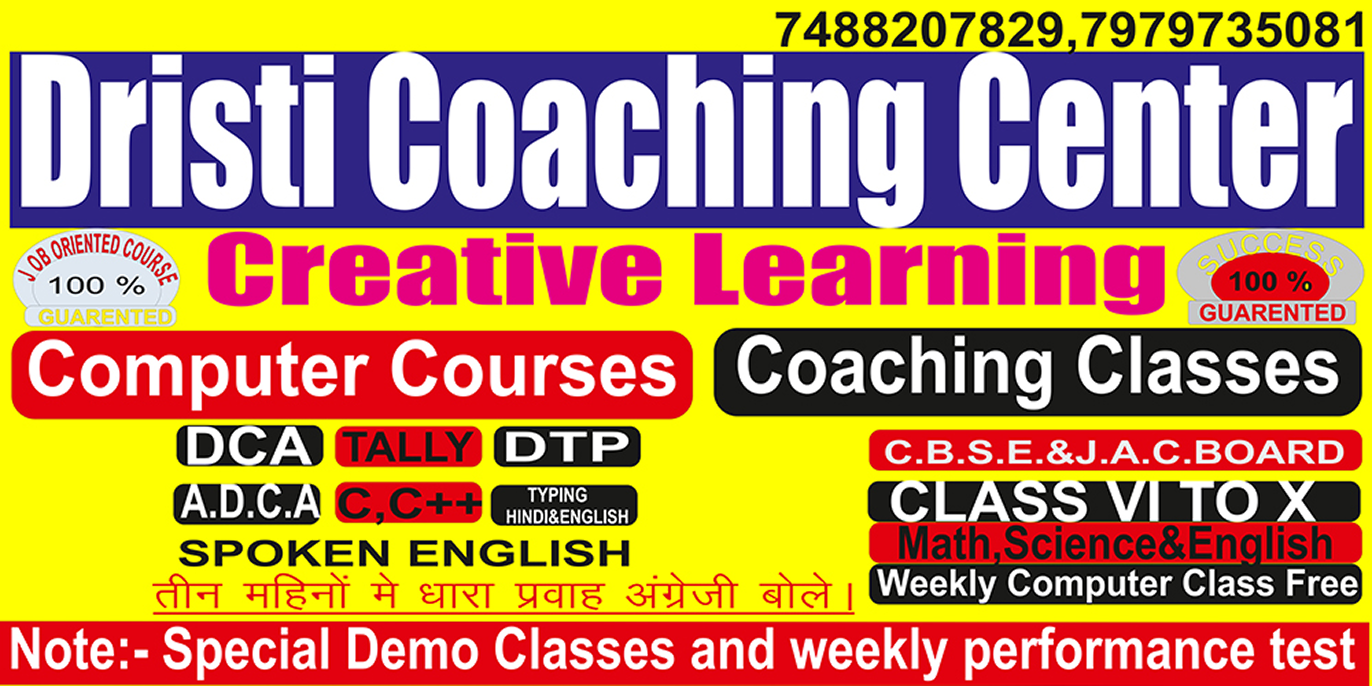 7488207829,7979735081
Dristi Coaching Center
JOB ORIENTED COURSE
100 %
GUARENTED
Creative Learning
SUCCESS
100 %
GUARENTED
Computer Courses
DCA TALLY DTP
A.D.C.A C,C++ TYPING
HINDI&ENGLISH
SPOKEN ENGLISH
तीन महिनों मे धारा प्रवाह अंग्रेजी बोले।
Coaching Classes
C.B.S.E.&J.A.C.BOARD
CLASS VI TO X
Math,Science&English
Weekly Computer Class Free
Note:- Special Demo Classes and weekly performance test